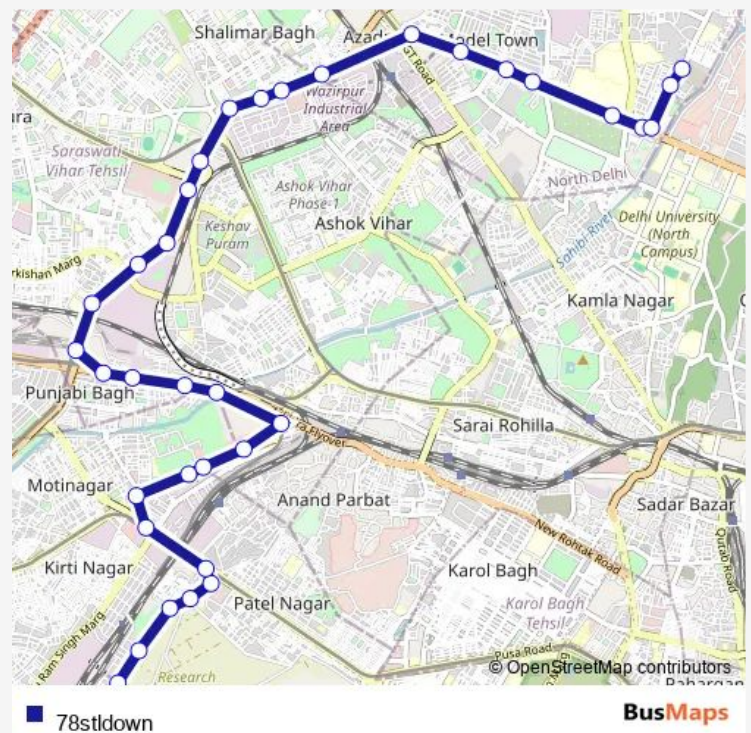 Shalimar Bagh
Azad
Model Town
GT Road
Wazirpur
Industrial
Area
ura
Saraswati
Vihar Tehsil
Ashok Vihar
Phase-1
North Delhi
Keshav
Puram
Ashok Vihar
Sahibi River
Delhi University
(North
Campus)
rkishan Marg
Kamla Nagar
Punjabi Bagh
Flyover
Sarai Rohilla
Motinagar
Anand Parbat
Sadar Bazar
New Rohtak Road
Qutab Road
Kirti Nagar
Karol Bagh
Patel Nagar
Karol Bagh
Tehsil
Ram Singh Marg
Pusa Road
© OpenStreetMap contributors
Research
Pahargan
78stldown
BusMaps